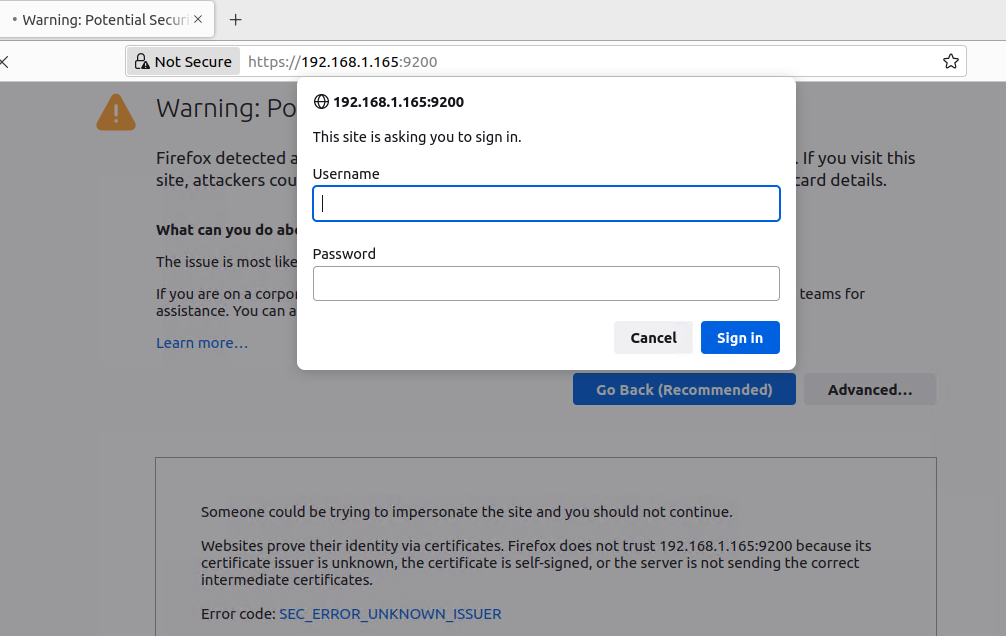 Warning: Potential Securi
Not Secure
https://192.168.1.165:9200
Warning: Po
192.168.1.165:9200
This site is asking you to sign in.
Username
Password
Cancel
Sign in
Firefox detected
. If you visit this
site, attackers
card details.
What can you do
The issue is most
If you are on a
teams for
assistance. You can
Learn more…
Go Back (Recommended)
Advanced…
Someone could be trying to impersonate the site and you should not continue.
Websites prove their identity via certificates. Firefox does not trust 192.168.1.165:9200 because its
certificate issuer is unknown, the certificate is self-signed, or the server is not sending the correct
intermediate certificates.
Error code: SEC_ERROR_UNKNOWN_ISSUER